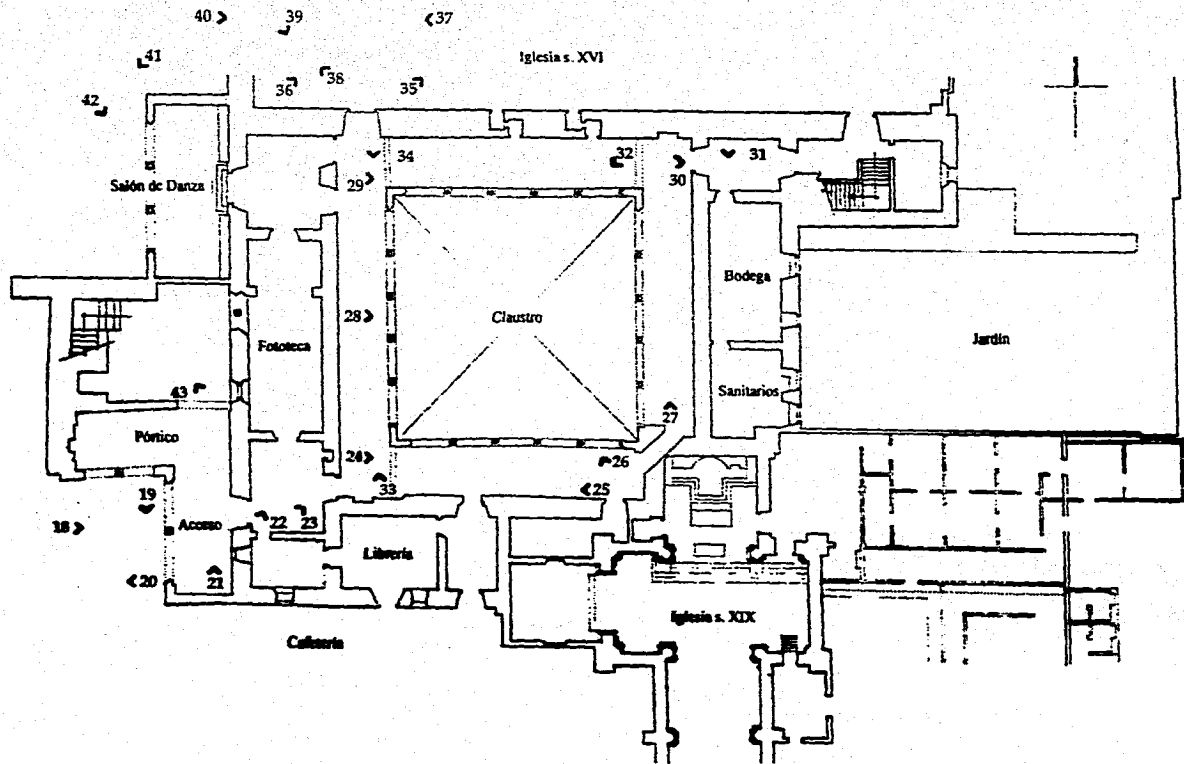 40
39
37
Iglesia s. XVI
41
38
36
35
42
34
32
31
30
29
Salón de Danza
Bodega
28
Claustro
Fototeca
Jardín
43
Sanitarios
27
Pórtico
24
26
33
25
19
18
Acceso
22
23
Librería
20
21
Iglesia s. XIX
Cafetería